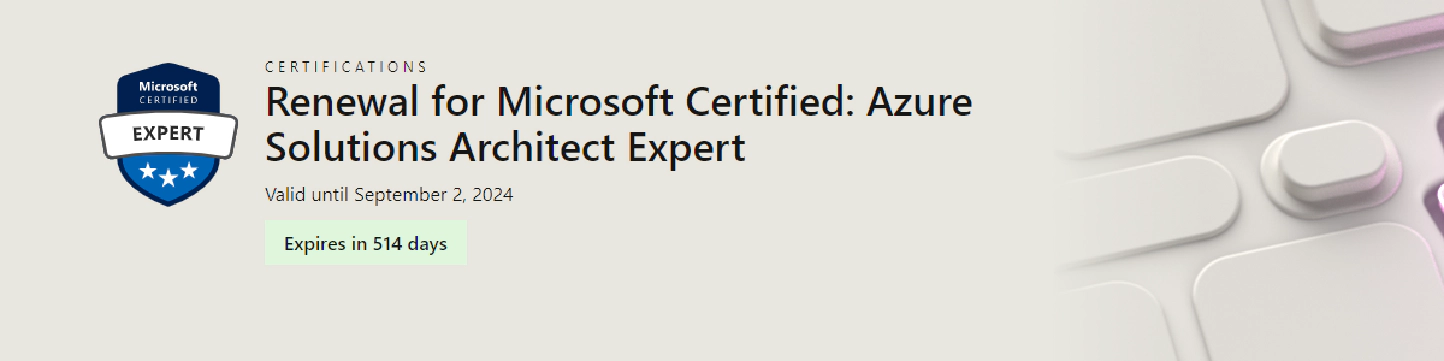 Microsoft
CERTIFIED
EXPERT
CERTIFICATIONS
Renewal for Microsoft Certified: Azure
Solutions Architect Expert
Valid until September 2, 2024
Expires in 514 days